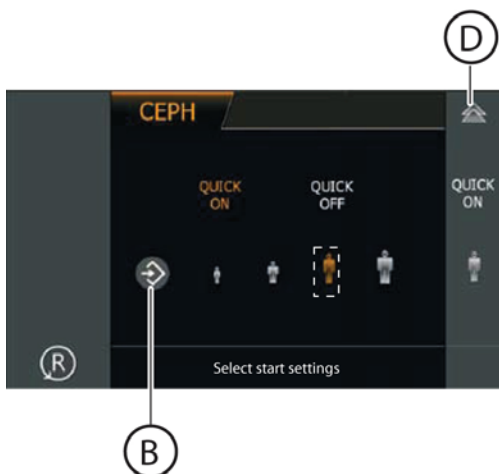 D
CEPH
QUICK
ON
QUICK
OFF
QUICK
ON
R
Select start settings
B